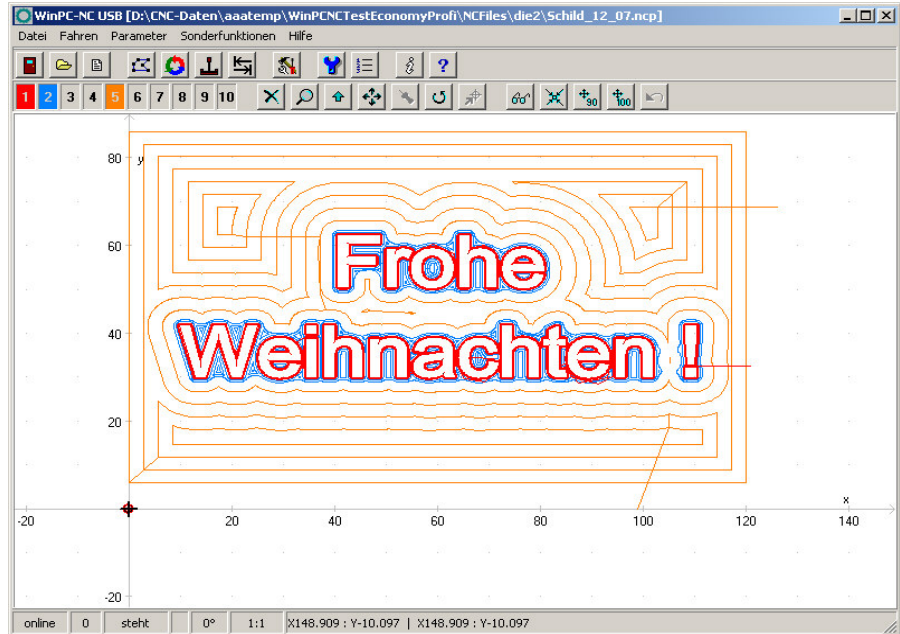 WinPC-NC USB [D:\CNC-Daten\aaatemp\WinPCNCTestEconomyProfi\NCFiles\die2\Schild_12_07.ncp]
Datei Fahren Parameter Sonderfunktionen Hilfe
1 2 3 4 5 6 7 8 9 10 90 100
80 y
60
Frohe
40
Weihnachten !
20
x
-20 20 40 60 80 100 120 140
-20
online 0 steht 0° 1:1 X148.909 : Y-10.097 | X148.909 : Y-10.097